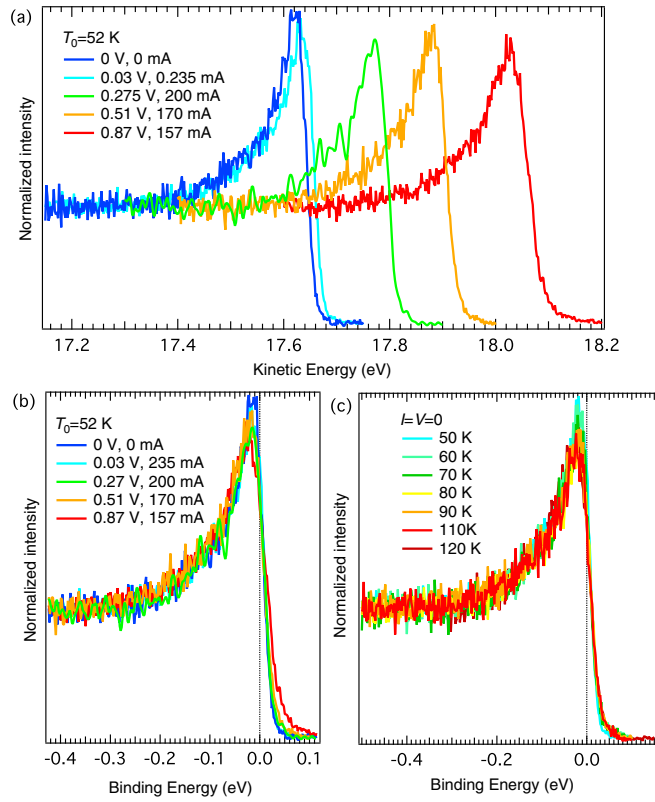 (a)
T0=52 K
0 V, 0 mA
0.03 V, 0.235 mA
0.275 V, 200 mA
0.51 V, 170 mA
0.87 V, 157 mA
Normalized intensity
17.2 17.4 17.6 17.8 18.0 18.2
Kinetic Energy (eV)
(b)
T0=52 K
0 V, 0 mA
0.03 V, 235 mA
0.27 V, 200 mA
0.51 V, 170 mA
0.87 V, 157 mA
Normalized intensity
-0.4 -0.3 -0.2 -0.1 0.0 0.1
Binding Energy (eV)
(c)
I=V=0
50 K
60 K
70 K
80 K
90 K
110K
120 K
Normalized intensity
-0.4 -0.2 0.0
Binding Energy (eV)